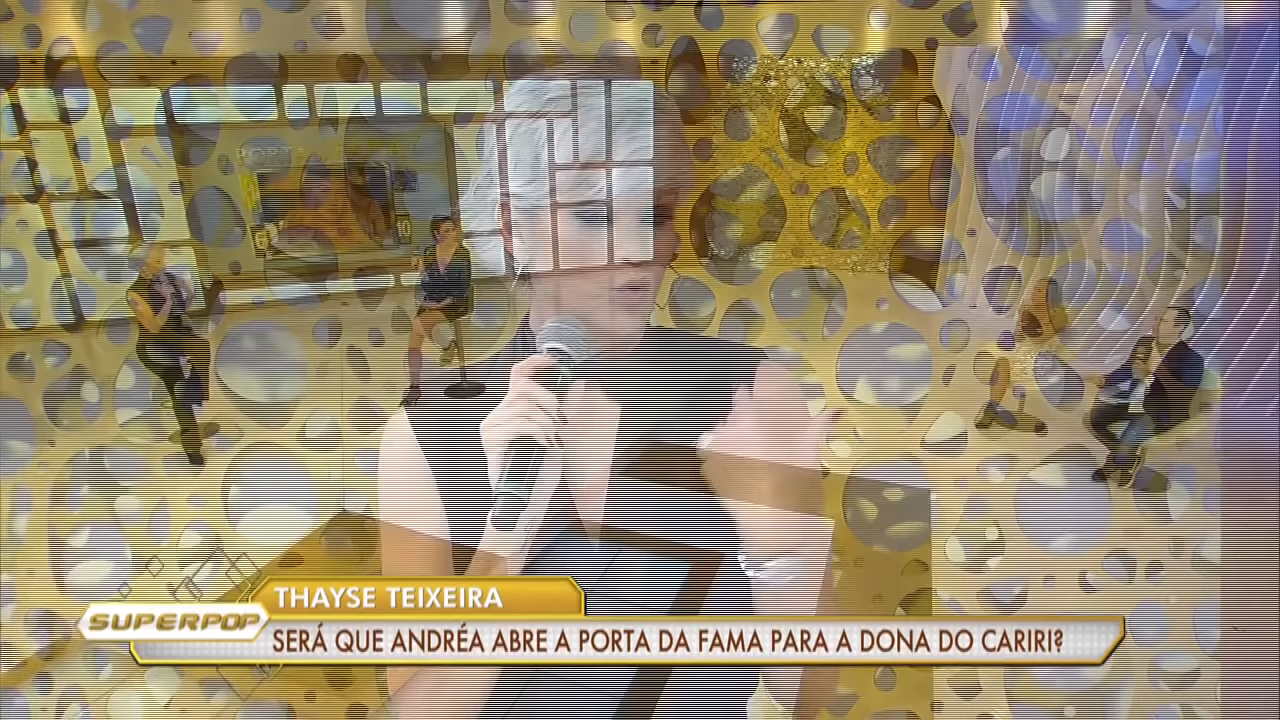 THAYSE TEIXEIRA
SUPERPOP
SERÁ QUE ANDRÉA ABRE A PORTA DA FAMA PARA A DONA DO CARIRI?